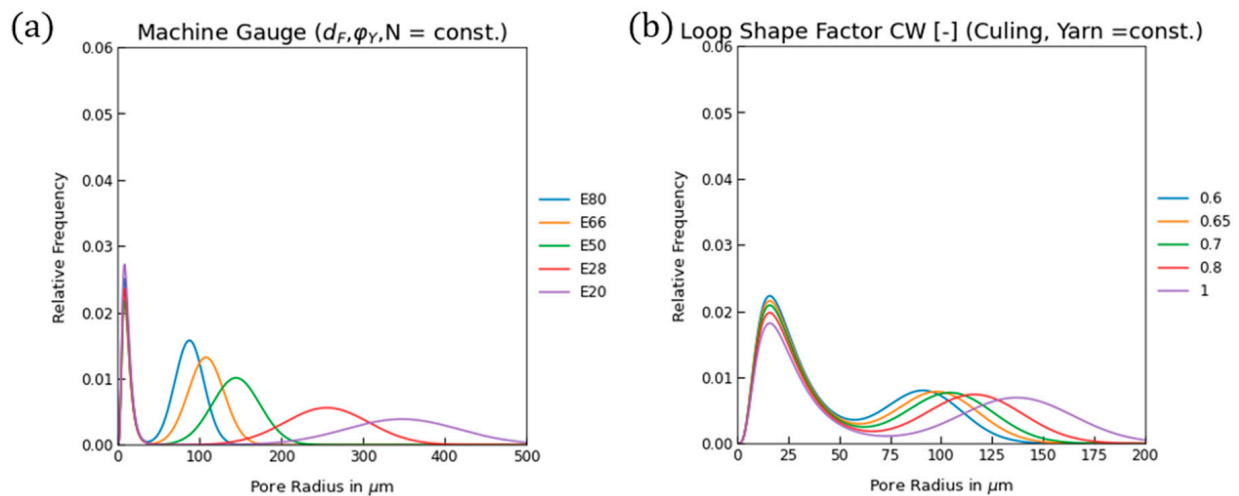 (a)
Machine Gauge (d_F,φ_Y,N = const.)
0.06
0.05
0.04
0.03
0.02
0.01
0.00
Relative Frequency
0 100 200 300 400 500
Pore Radius in μm
E80
E66
E50
E28
E20
(b)
Loop Shape Factor CW [-] (Culing, Yarn =const.)
0.06
0.05
0.04
0.03
0.02
0.01
0.00
Relative Frequency
0 25 50 75 100 125 150 175 200
Pore Radius in μm
0.6
0.65
0.7
0.8
1